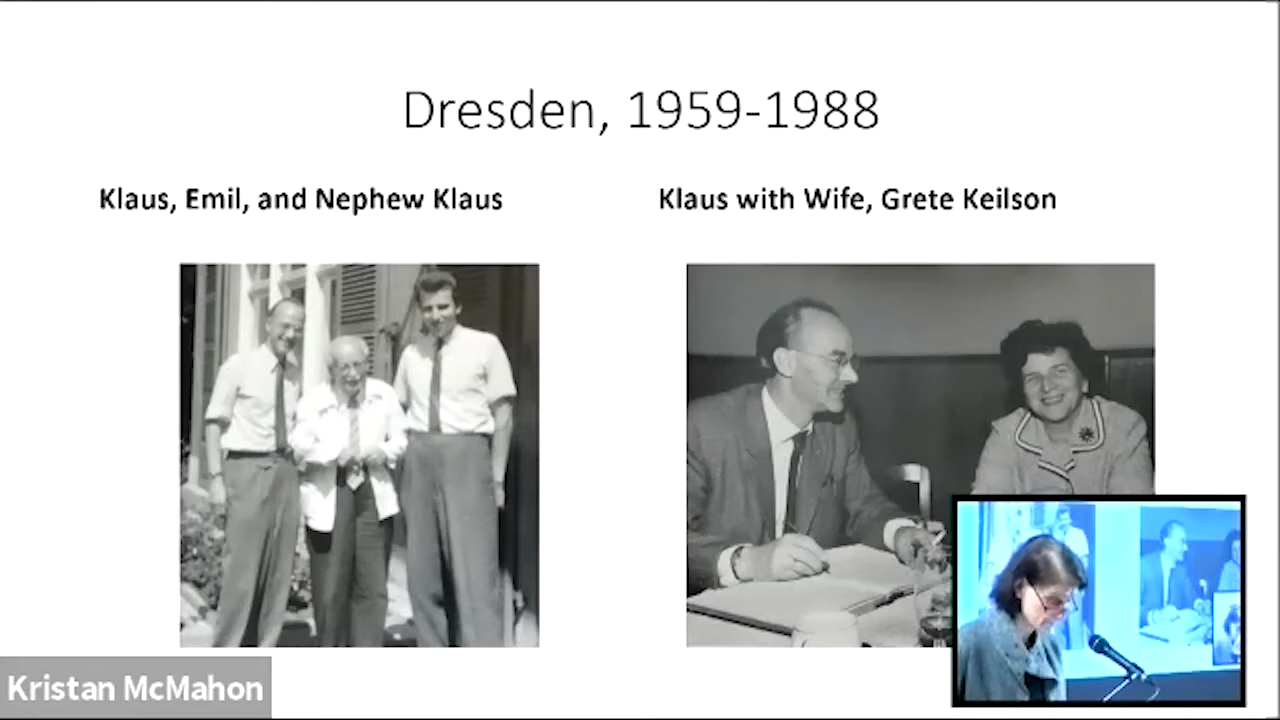 Dresden, 1959-1988
Klaus, Emil, and Nephew Klaus
Klaus with Wife, Grete Keilson
Kristan McMahon